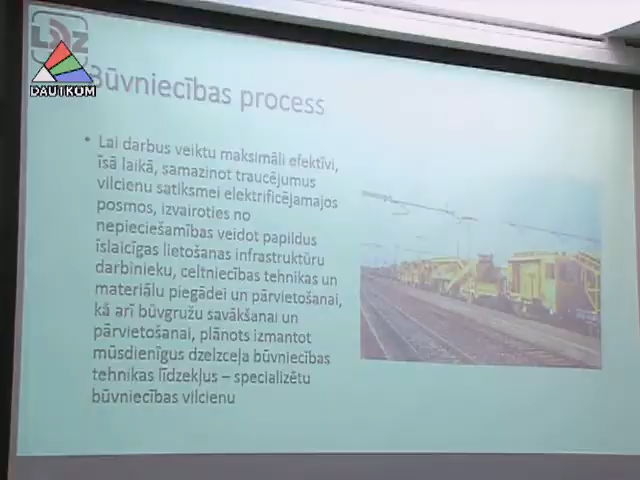 LDz
DAUTKOM
Būvniecības process
• Lai darbus veiktu maksimāli efektīvi,
īsā laikā, samazinot traucējumus
vilcienu satiksmei elektrificējamajos
posmos, izvairoties no
nepieciešamības veidot papildus
īslaicīgas lietošanas infrastruktūru
darbinieku, celtniecības tehnikas un
materiālu piegādei un pārvietošanai,
kā arī būvgružu savākšanai un
pārvietošanai, plānots izmantot
mūsdienīgus dzelzceļa būvniecības
tehnikas līdzekļus – specializētu
būvniecības vilcienu